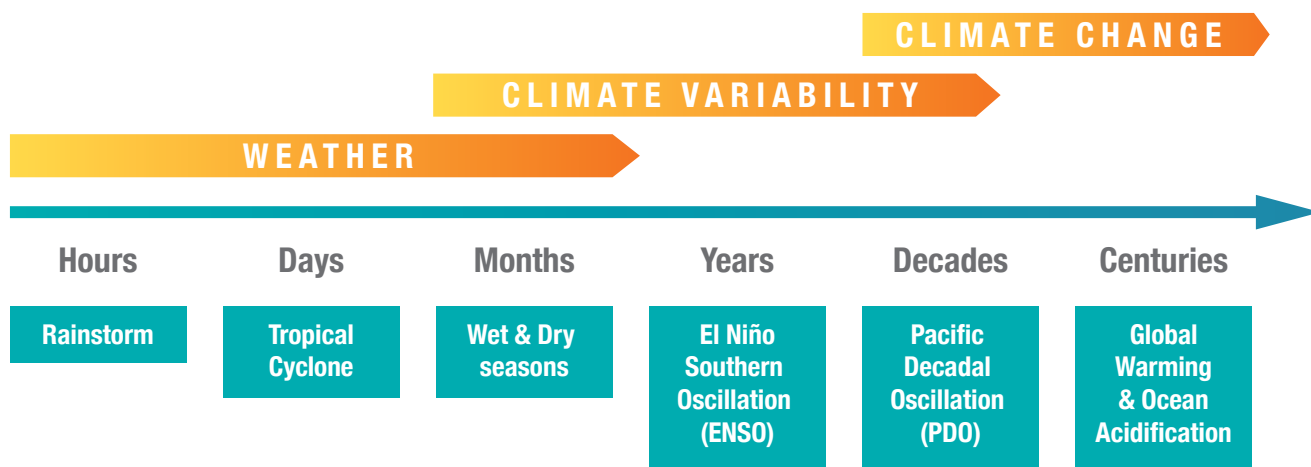 CLIMATE CHANGE
CLIMATE VARIABILITY
WEATHER
Hours
Days
Months
Years
Decades
Centuries
Rainstorm
Tropical
Cyclone
Wet & Dry
seasons
El Niño
Southern
Oscillation
(ENSO)
Pacific
Decadal
Oscillation
(PDO)
Global
Warming
& Ocean
Acidification